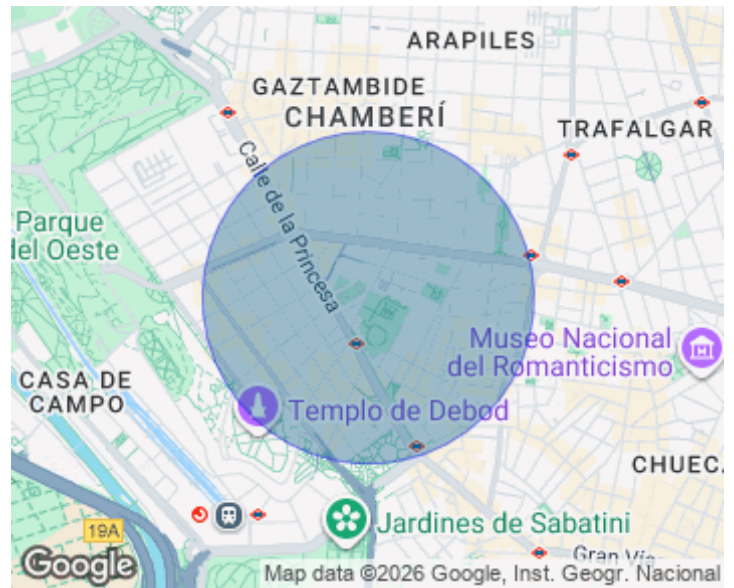 ARAPILES
GAZTAMBIDE
CHAMBERÍ
TRAFALGAR
Calle de la Princesa
Parque
del Oeste
Museo Nacional
del Romanticismo
CASA DE
CAMPO
Templo de Debod
CHUEC
Jardines de Sabatini
19A
Gran Vía
Google
Map data ©2026 Google, Inst. Geogr. Nacional